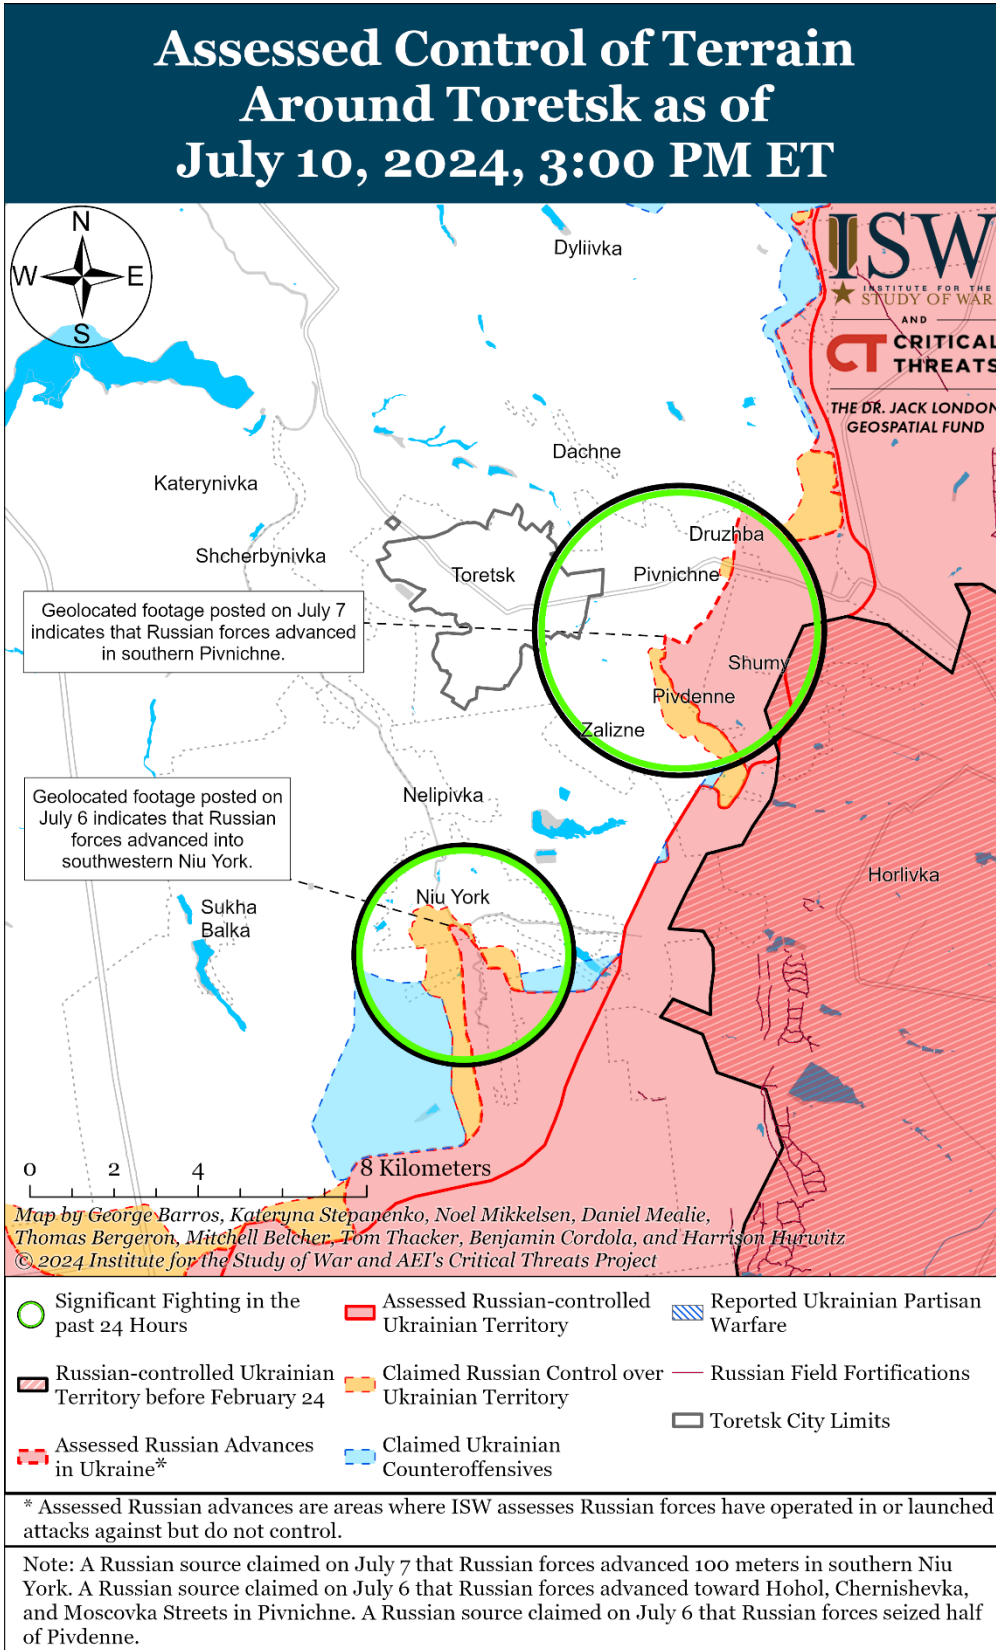 Assessed Control of Terrain
Around Toretsk as of
July 10, 2024, 3:00 PM ET
N
W
E
S
ISW
INSTITUTE FOR THE
STUDY OF WAR
AND
CT CRITICAL
THREATS
THE DR. JACK LONDON
GEOSPATIAL FUND
Dyliivka
Dachne
Katerynivka
Druzhba
Shcherbynivka
Toretsk
Pivnichne
Geolocated footage posted on July 7
indicates that Russian forces advanced
in southern Pivnichne.
Shumy
Pivdenne
Zalizne
Geolocated footage posted on
July 6 indicates that Russian
forces advanced into
southwestern Niu York.
Nelipivka
Horlivka
Niu York
Sukha
Balka
0 2 4 8 Kilometers
Map by George Barros, Kateryna Stepanenko, Noel Mikkelsen, Daniel Mealie,
Thomas Bergeron, Mitchell Belcher, Tom Thacker, Benjamin Cordola, and Harrison Hurwitz
© 2024 Institute for the Study of War and AEI's Critical Threats Project
Significant Fighting in the
past 24 Hours
Russian-controlled Ukrainian
Territory before February 24
Assessed Russian Advances
in Ukraine*
Assessed Russian-controlled
Ukrainian Territory
Claimed Russian Control over
Ukrainian Territory
Claimed Ukrainian
Counteroffensives
Reported Ukrainian Partisan
Warfare
Russian Field Fortifications
Toretsk City Limits
* Assessed Russian advances are areas where ISW assesses Russian forces have operated in or launched
attacks against but do not control.
Note: A Russian source claimed on July 7 that Russian forces advanced 100 meters in southern Niu
York. A Russian source claimed on July 6 that Russian forces advanced toward Hohol, Chernishevka,
and Moscovka Streets in Pivnichne. A Russian source claimed on July 6 that Russian forces seized half
of Pivdenne.